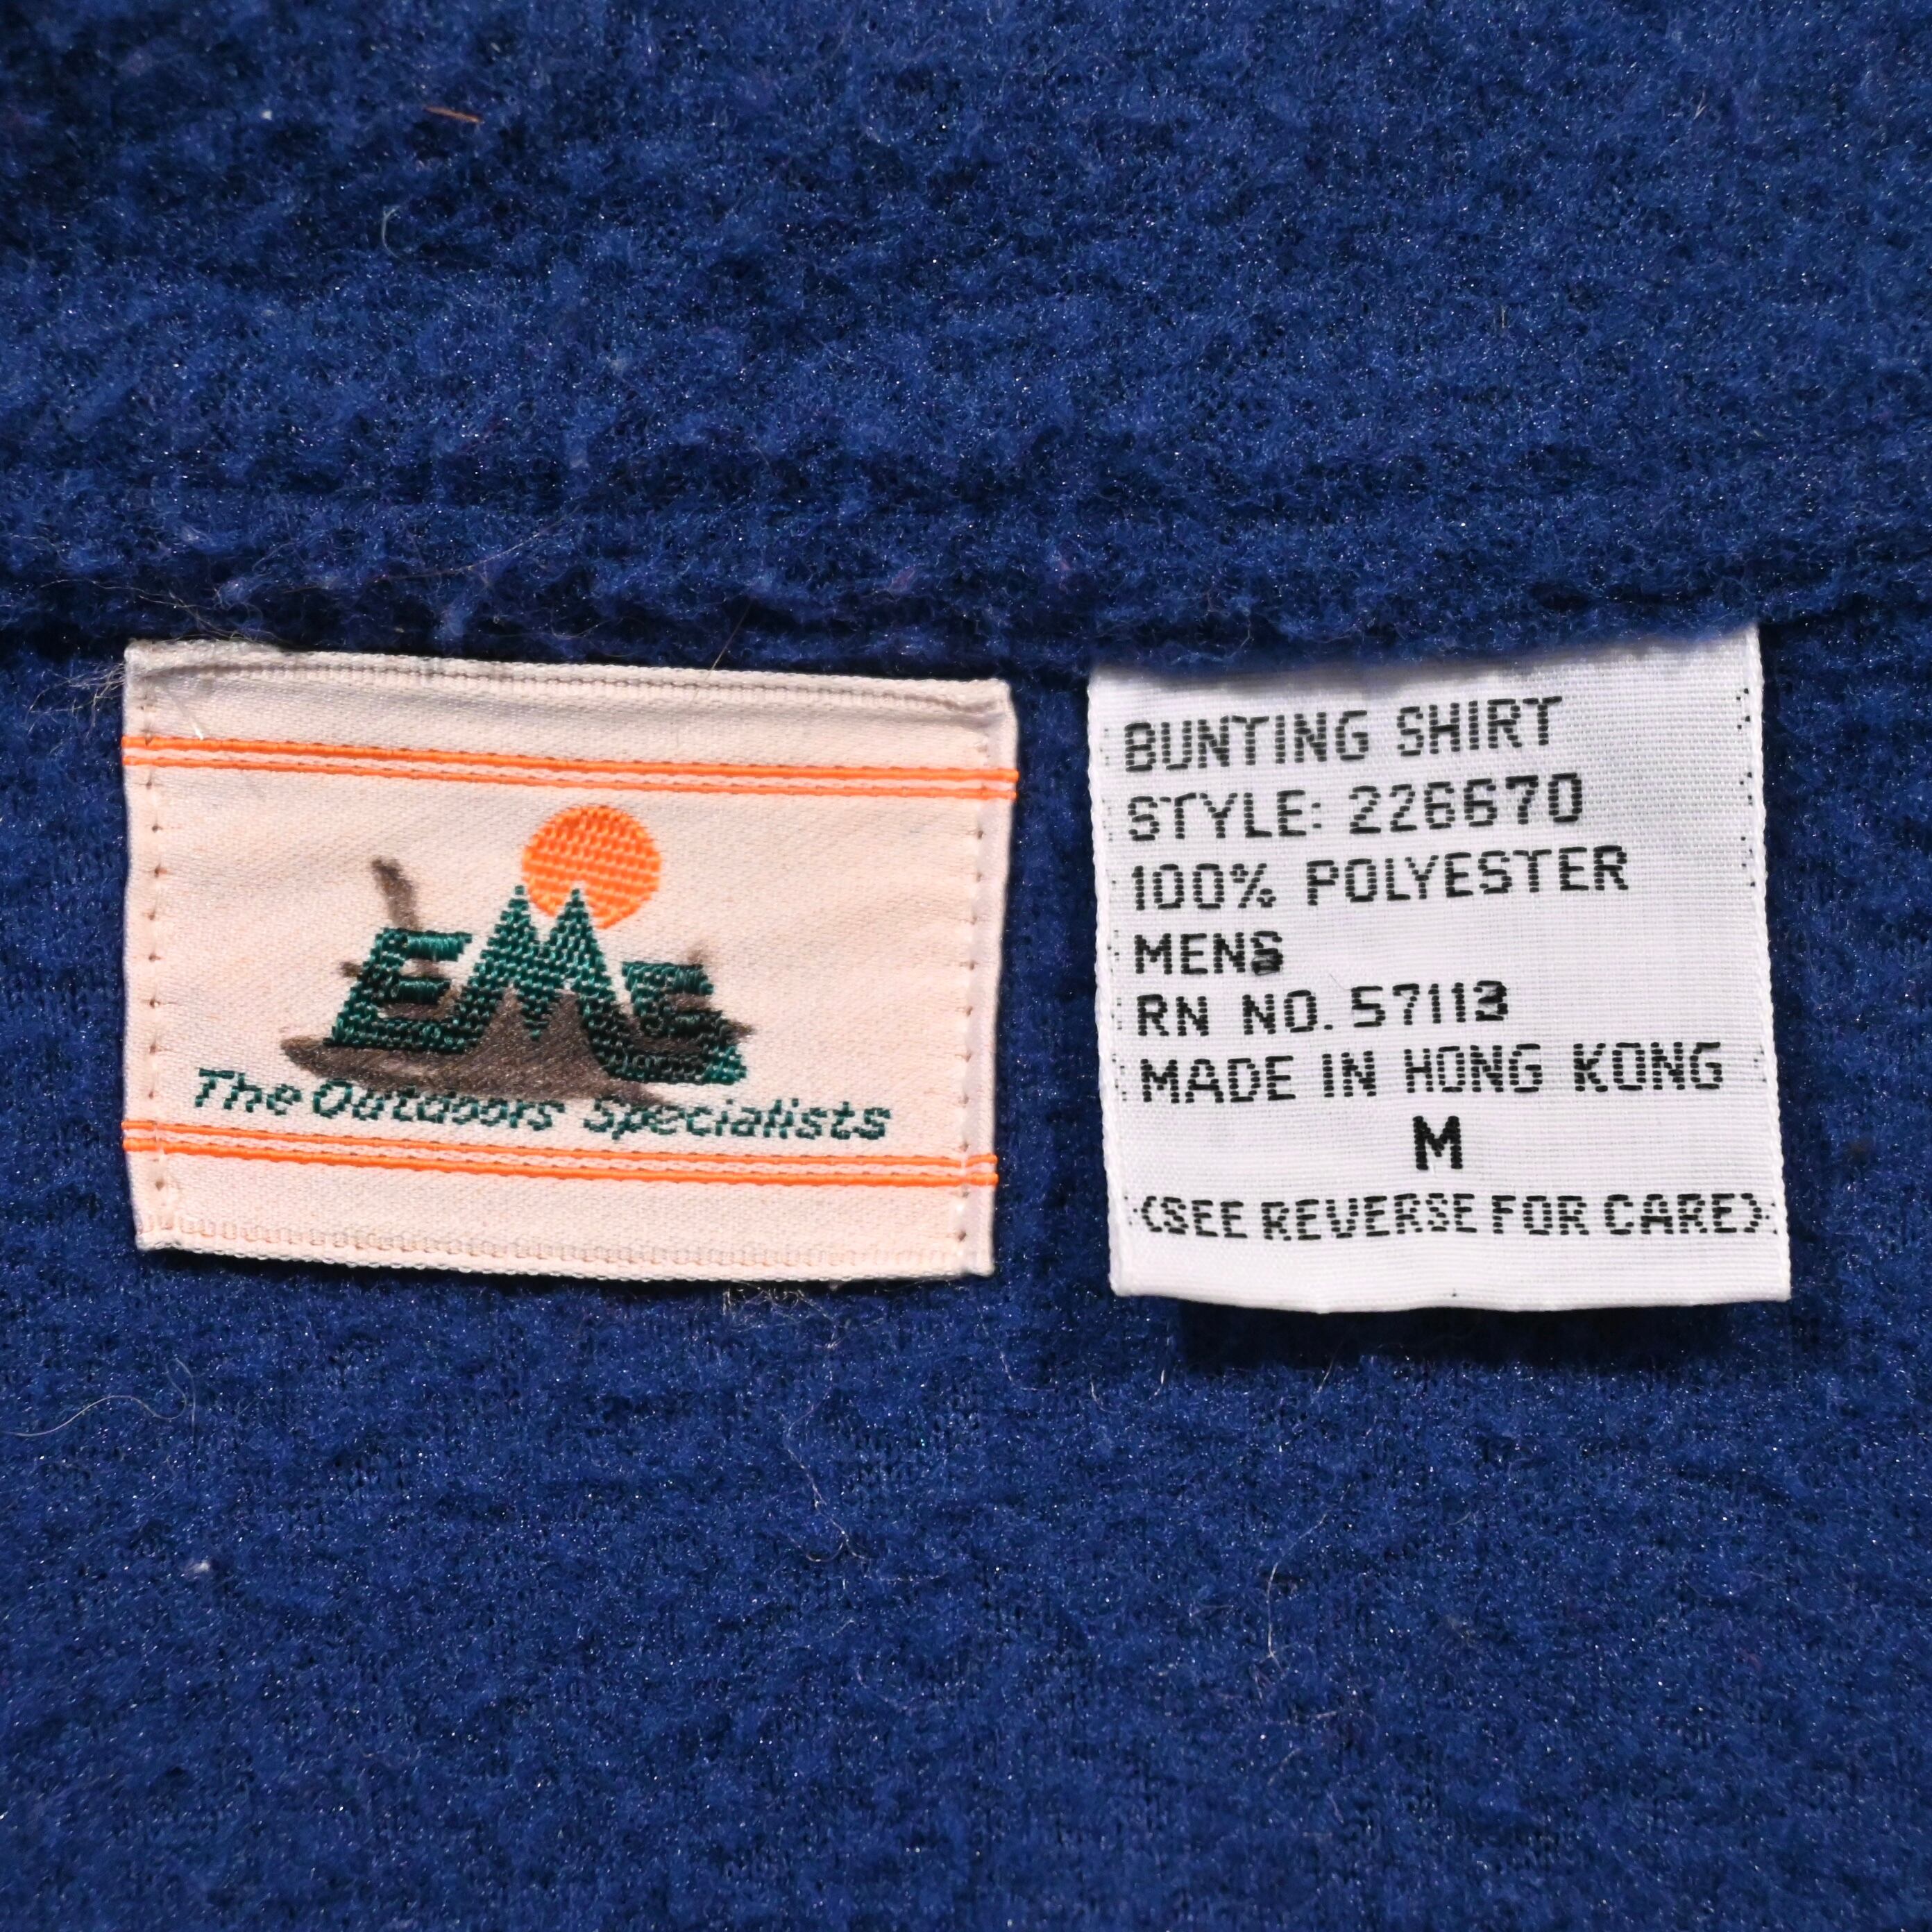 EMS
The Outdoors Specialists
BUNTING SHIRT
STYLE: 226670
100% POLYESTER
MENS
RN NO. 57113
MADE IN HONG KONG
M
(SEE REVERSE FOR CARE)